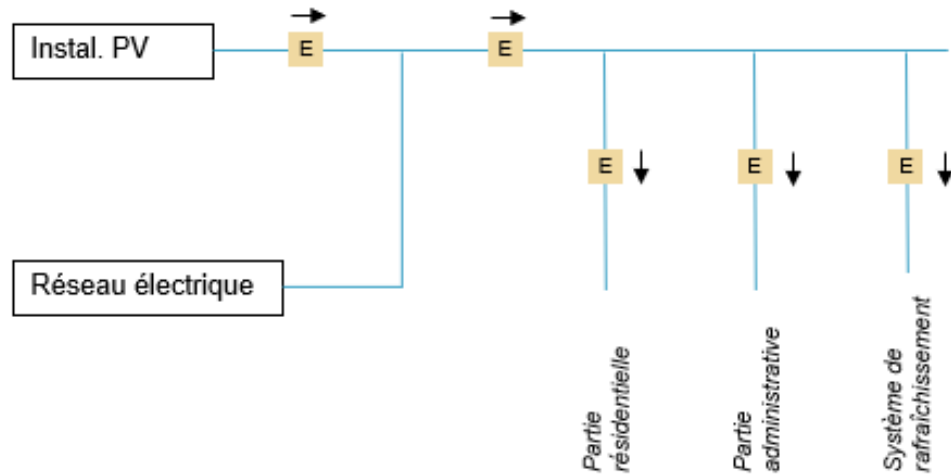 Instal. PV
E
E
E
E
E
Réseau électrique
Partie
résidentielle
Partie
administrative
Système de
rafraîchissement